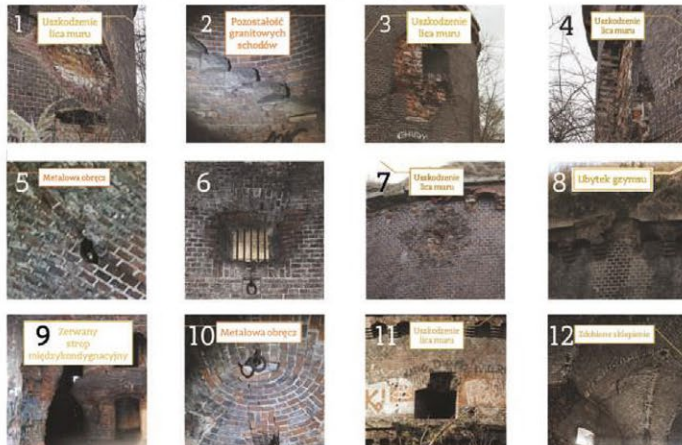 1
Uszkodzenie
lica muru
2
Pozostałość
granitowych
schodów
3
Uszkodzenie
lica muru
4
Uszkodzenie
lica muru
5
Metalowa obręcz
6
7
Uszkodzenie
lica muru
8
Ubytek gzymsu
9
Zerwany
strop
międzykondygnacyjny
10
Metalowa obręcz
11
Uszkodzenie
lica muru
K!
12
Zdobione sklepienie